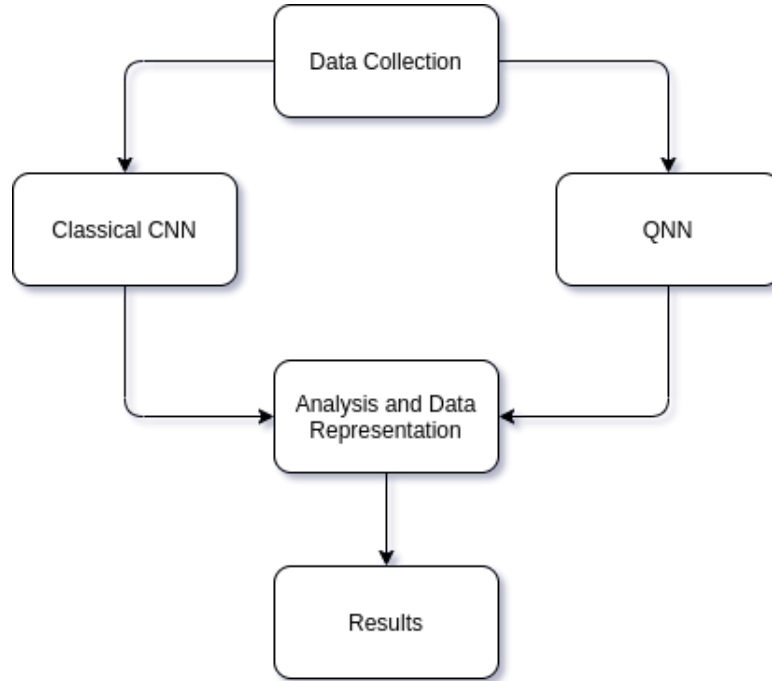 Data Collection
Classical CNN
QNN
Analysis and Data
Representation
Results